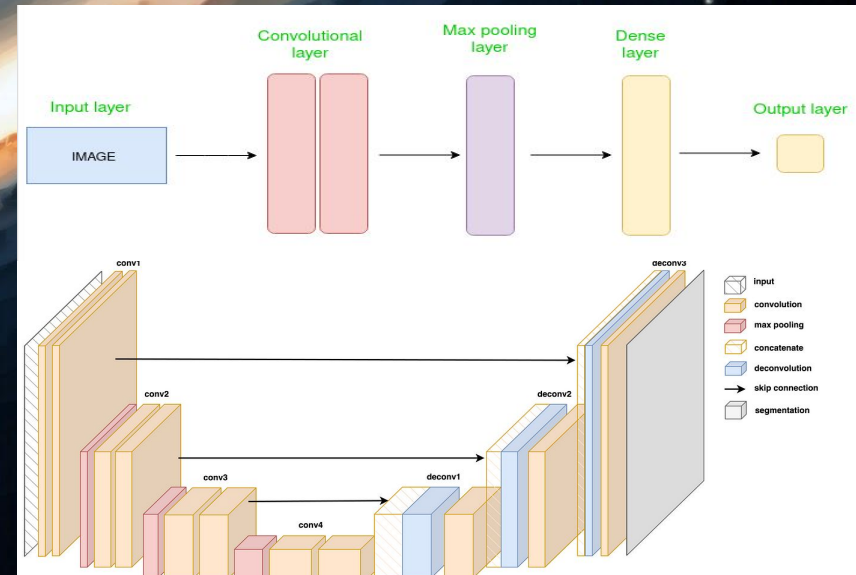 Convolutional
layer
Max pooling
layer
Dense
layer
Input layer
Output layer
IMAGE
conv1
deconv3
input
convolution
max pooling
concatenate
deconvolution
skip connection
segmentation
conv2
deconv2
conv3
deconv1
conv4